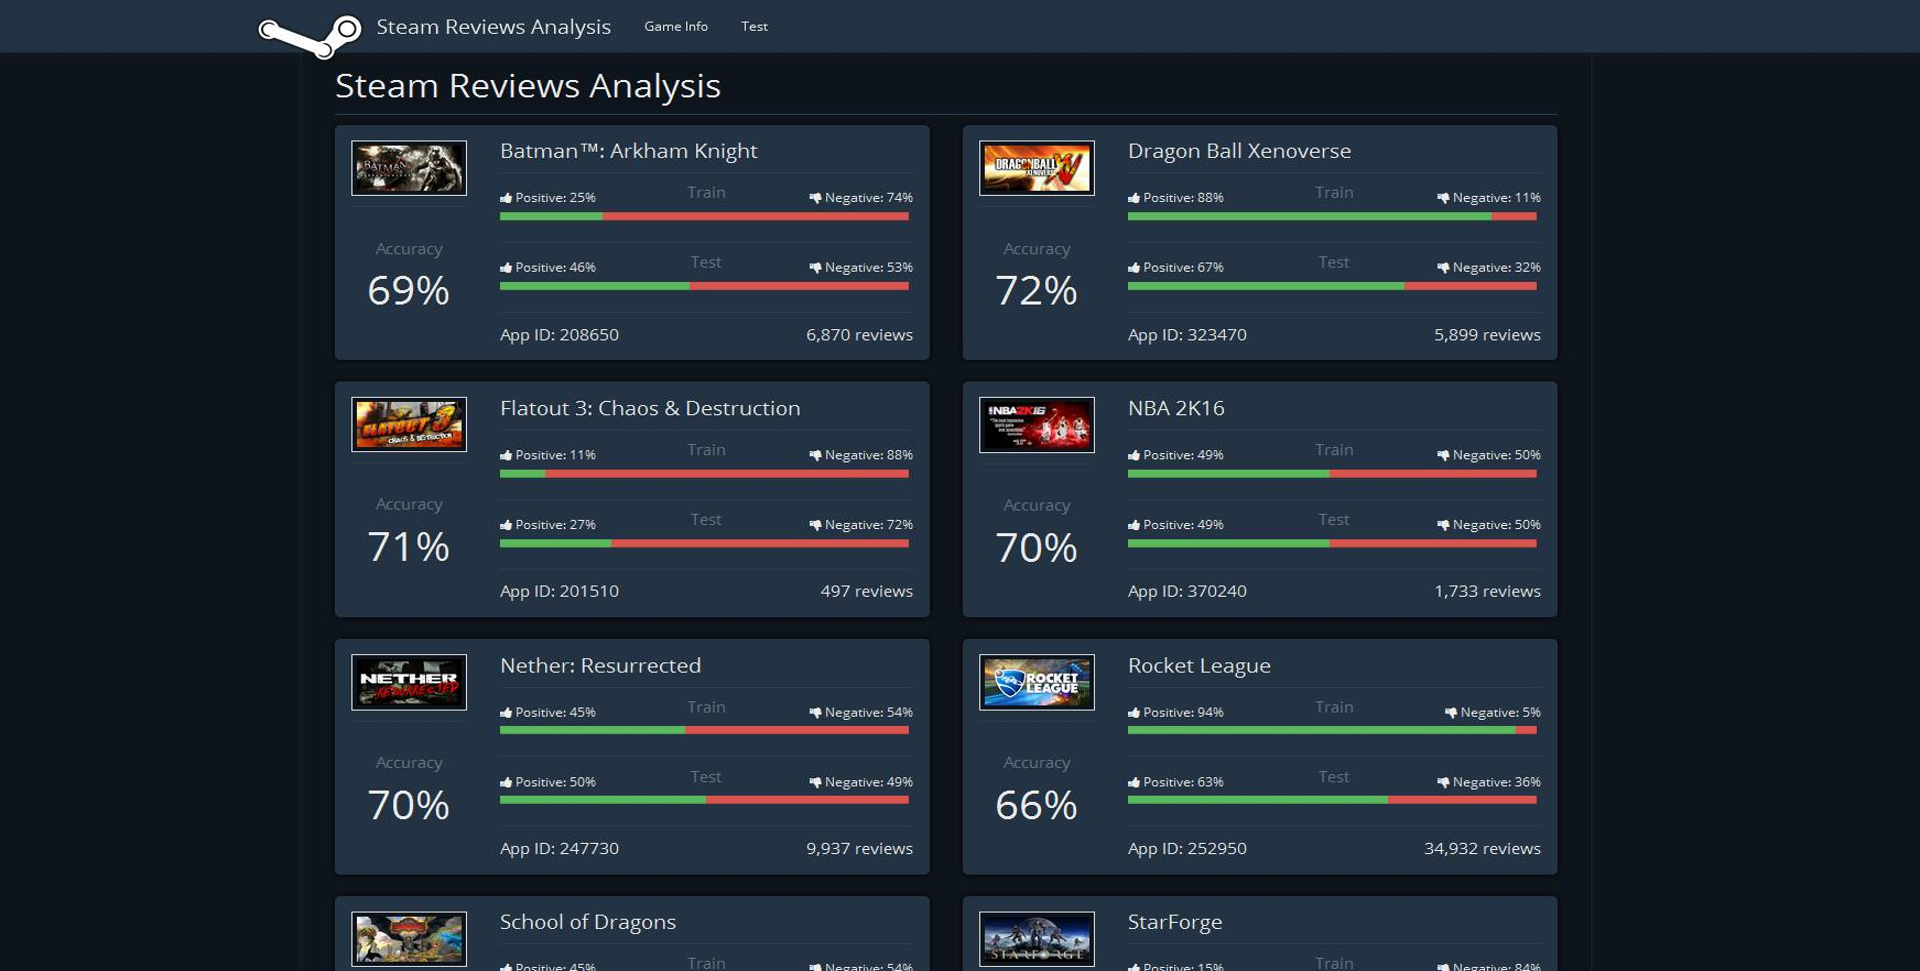 Steam Reviews Analysis Game Info Test
Steam Reviews Analysis
Batman™: Arkham Knight
Positive: 25% Train Negative: 74%
Accuracy
69%
Positive: 46% Test Negative: 53%
App ID: 208650 6,870 reviews
DRAGONBALL XV
XENOVERSE
Dragon Ball Xenoverse
Positive: 88% Train Negative: 11%
Accuracy
72%
Positive: 67% Test Negative: 32%
App ID: 323470 5,899 reviews
FLATOUT 3
CHAOS & DESTRUCTION
Flatout 3: Chaos & Destruction
Positive: 11% Train Negative: 88%
Accuracy
71%
Positive: 27% Test Negative: 72%
App ID: 201510 497 reviews
NBA2K16
NBA 2K16
Positive: 49% Train Negative: 50%
Accuracy
70%
Positive: 49% Test Negative: 50%
App ID: 370240 1,733 reviews
NETHER
RESURRECTED
Nether: Resurrected
Positive: 45% Train Negative: 54%
Accuracy
70%
Positive: 50% Test Negative: 49%
App ID: 247730 9,937 reviews
ROCKET
LEAGUE
Rocket League
Positive: 94% Train Negative: 5%
Accuracy
66%
Positive: 63% Test Negative: 36%
App ID: 252950 34,932 reviews
School of Dragons
Positive: 45% Train Negative: 54%
STARFORGE
StarForge
Positive: 15% Train Negative: 84%